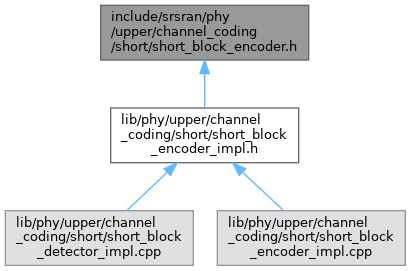 include/srsran/phy
/upper/channel_coding
/short/short_block_encoder.h
lib/phy/upper/channel
_coding/short/short_block
_encoder_impl.h
lib/phy/upper/channel
_coding/short/short_block
_detector_impl.cpp
lib/phy/upper/channel
_coding/short/short_block
_encoder_impl.cpp